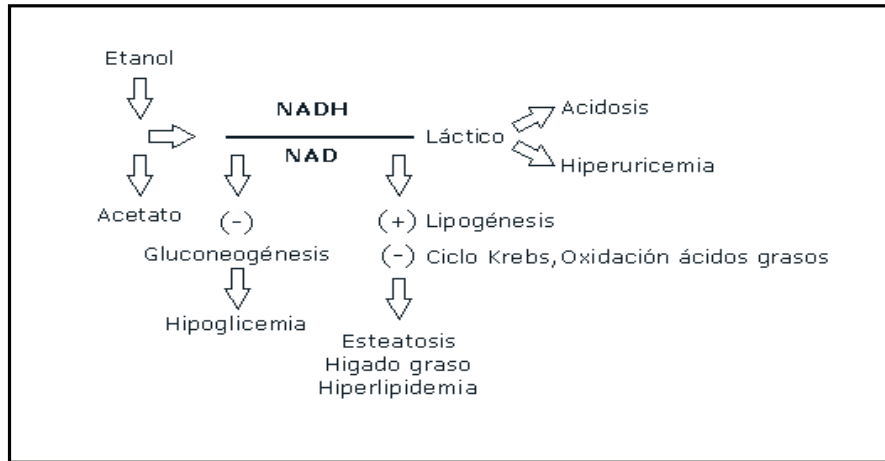 Etanol
NADH
NAD
Láctico
Acidosis
Hiperuricemia
Acetato
(-)
Gluconeogénesis
Hipoglicemia
(+) Lipogénesis
(-) Ciclo Krebs, Oxidación ácidos grasos
Esteatosis
Higado graso
Hiperlipidemia